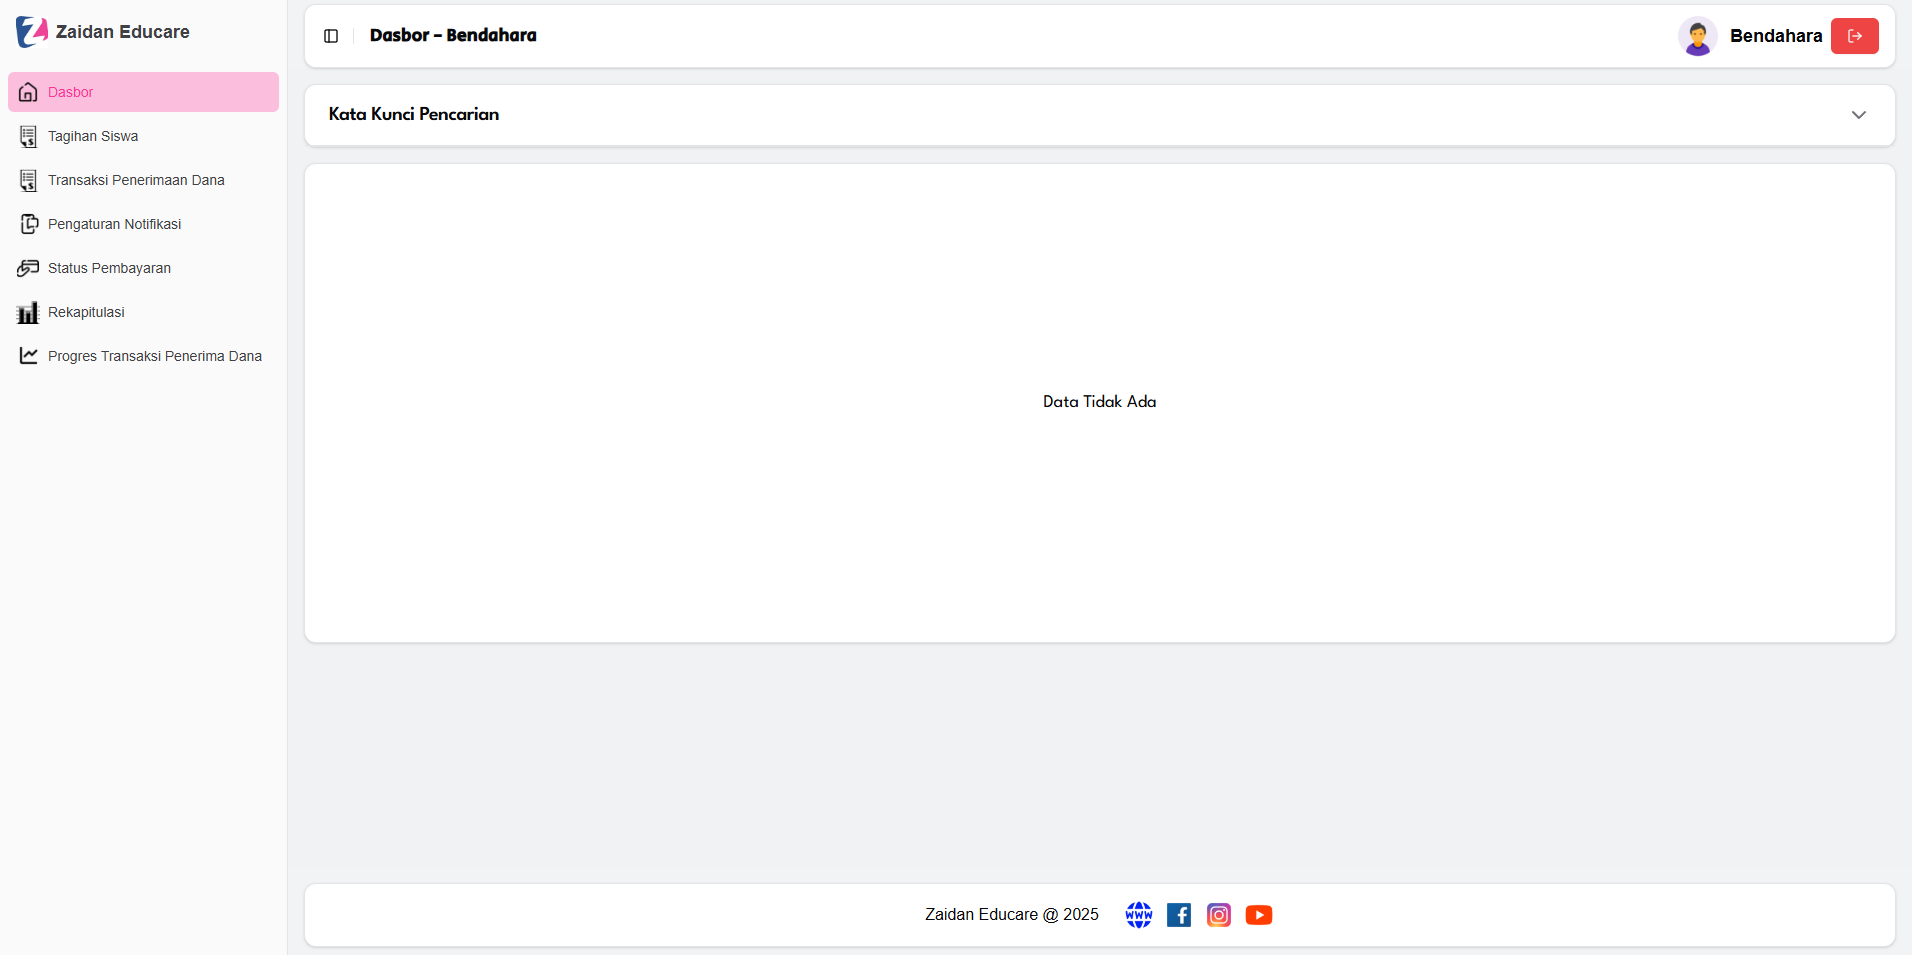 Zaidan Educare
Dasbor
Tagihan Siswa
Transaksi Penerimaan Dana
Pengaturan Notifikasi
Status Pembayaran
Rekapitulasi
Progres Transaksi Penerima Dana
Dasbor – Bendahara
Bendahara
Kata Kunci Pencarian
Data Tidak Ada
Zaidan Educare @ 2025
WWW